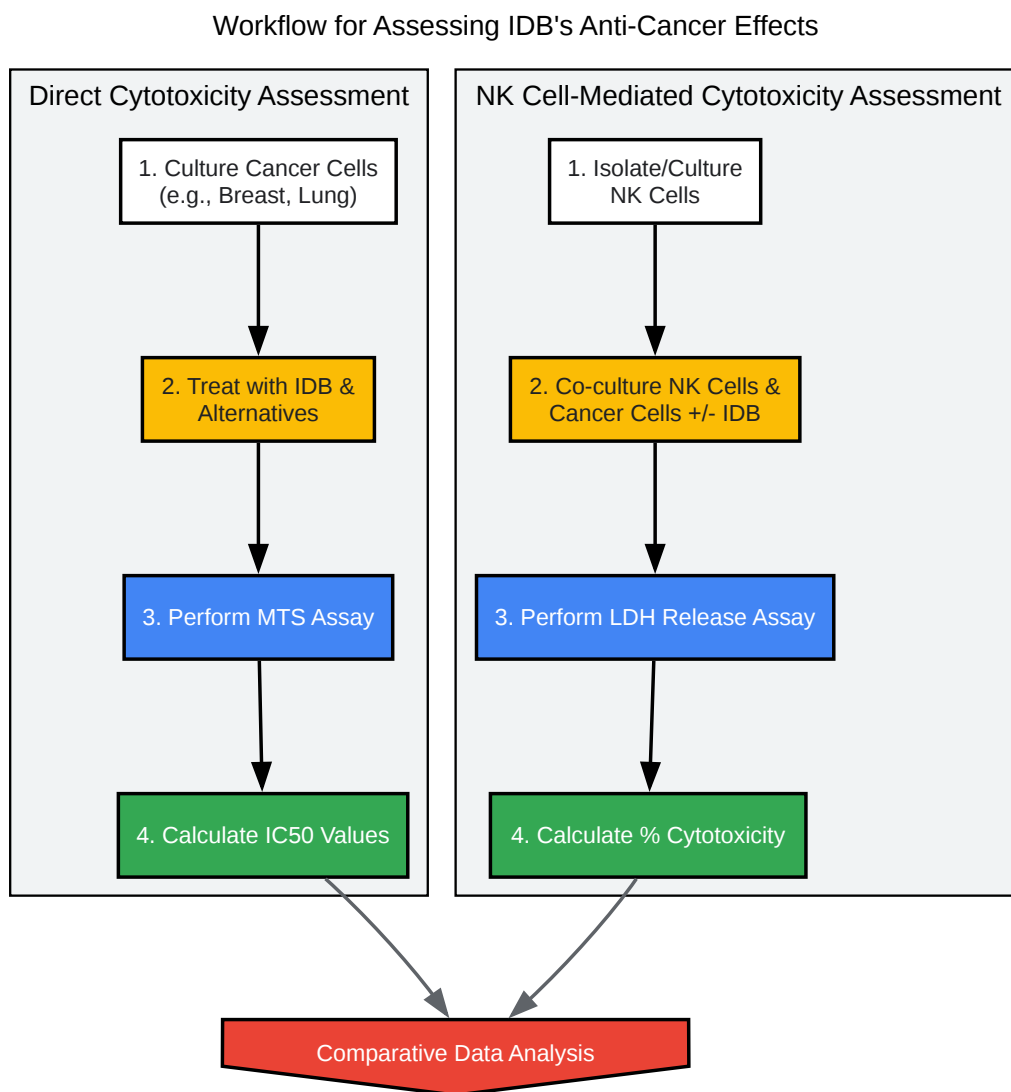 Workflow for Assessing IDB's Anti-Cancer Effects
Direct Cytotoxicity Assessment
1. Culture Cancer Cells
(e.g., Breast, Lung)
2. Treat with IDB &
Alternatives
3. Perform MTS Assay
4. Calculate IC50 Values
NK Cell-Mediated Cytotoxicity Assessment
1. Isolate/Culture
NK Cells
2. Co-culture NK Cells &
Cancer Cells +/- IDB
3. Perform LDH Release Assay
4. Calculate % Cytotoxicity
Comparative Data Analysis